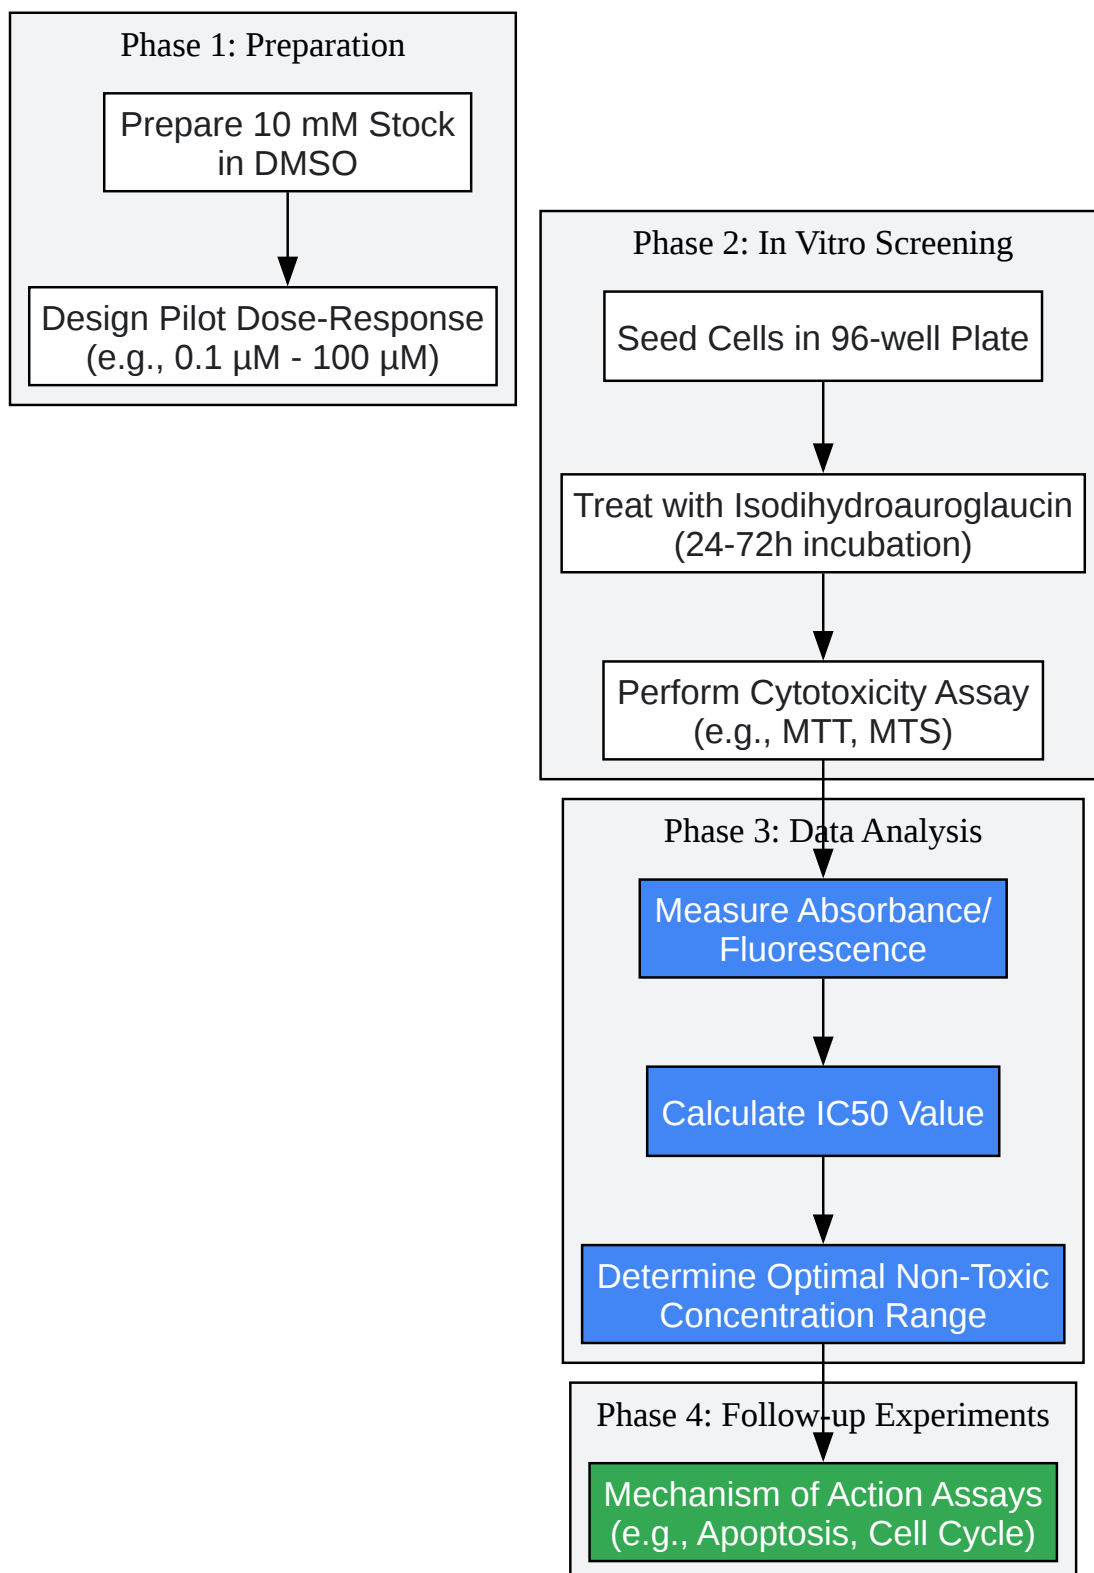 Phase 1: Preparation
Prepare 10 mM Stock
in DMSO
Design Pilot Dose-Response
(e.g., 0.1 µM - 100 µM)
Phase 2: In Vitro Screening
Seed Cells in 96-well Plate
Treat with Isodihydroauroglaucin
(24-72h incubation)
Perform Cytotoxicity Assay
(e.g., MTT, MTS)
Phase 3: Data Analysis
Measure Absorbance/
Fluorescence
Calculate IC50 Value
Determine Optimal Non-Toxic
Concentration Range
Phase 4: Follow-up Experiments
Mechanism of Action Assays
(e.g., Apoptosis, Cell Cycle)